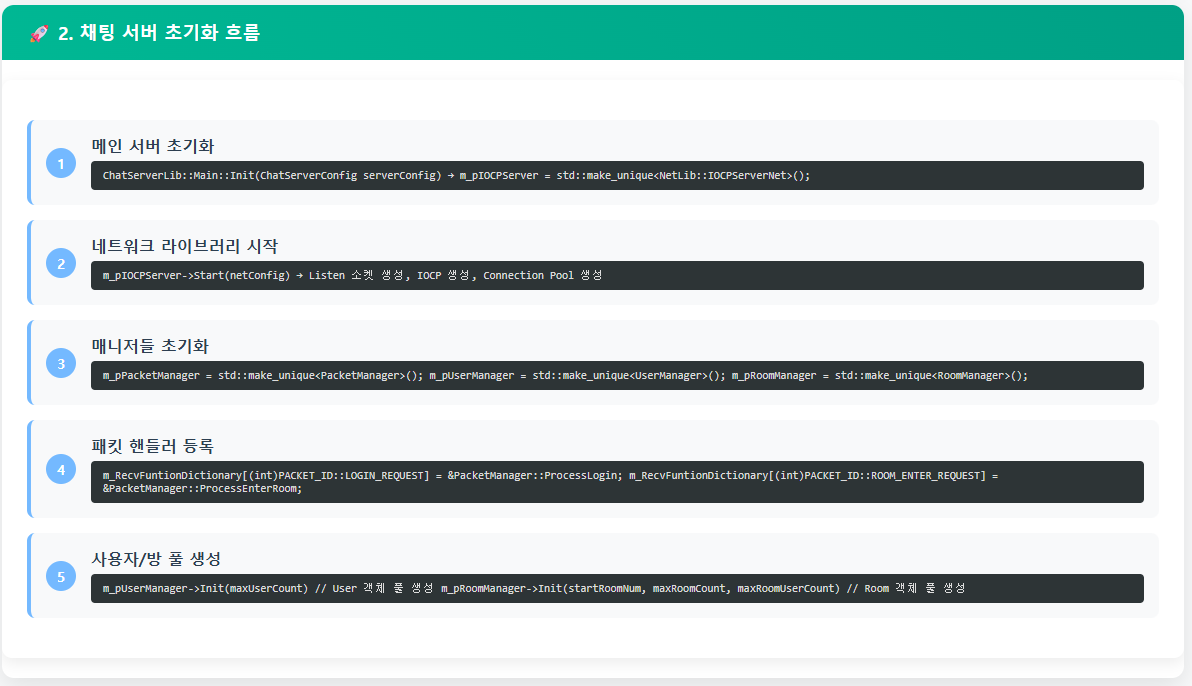 🚀 2. 채팅 서버 초기화 흐름
1
메인 서버 초기화
ChatServerLib::Main::Init(ChatServerConfig serverConfig) → m_pIOCPServer = std::make_unique<NetLib::IOCPServerNet>();
2
네트워크 라이브러리 시작
m_pIOCPServer->Start(netConfig) → Listen 소켓 생성, IOCP 생성, Connection Pool 생성
3
매니저들 초기화
m_pPacketManager = std::make_unique<PacketManager>(); m_pUserManager = std::make_unique<UserManager>(); m_pRoomManager = std::make_unique<RoomManager>();
4
패킷 핸들러 등록
m_RecvFuntionDictionary[(int)PACKET_ID::LOGIN_REQUEST] = &PacketManager::ProcessLogin; m_RecvFuntionDictionary[(int)PACKET_ID::ROOM_ENTER_REQUEST] =
&PacketManager::ProcessEnterRoom;
5
사용자/방 풀 생성
m_pUserManager->Init(maxUserCount) // User 객체 풀 생성 m_pRoomManager->Init(startRoomNum, maxRoomCount, maxRoomUserCount) // Room 객체 풀 생성